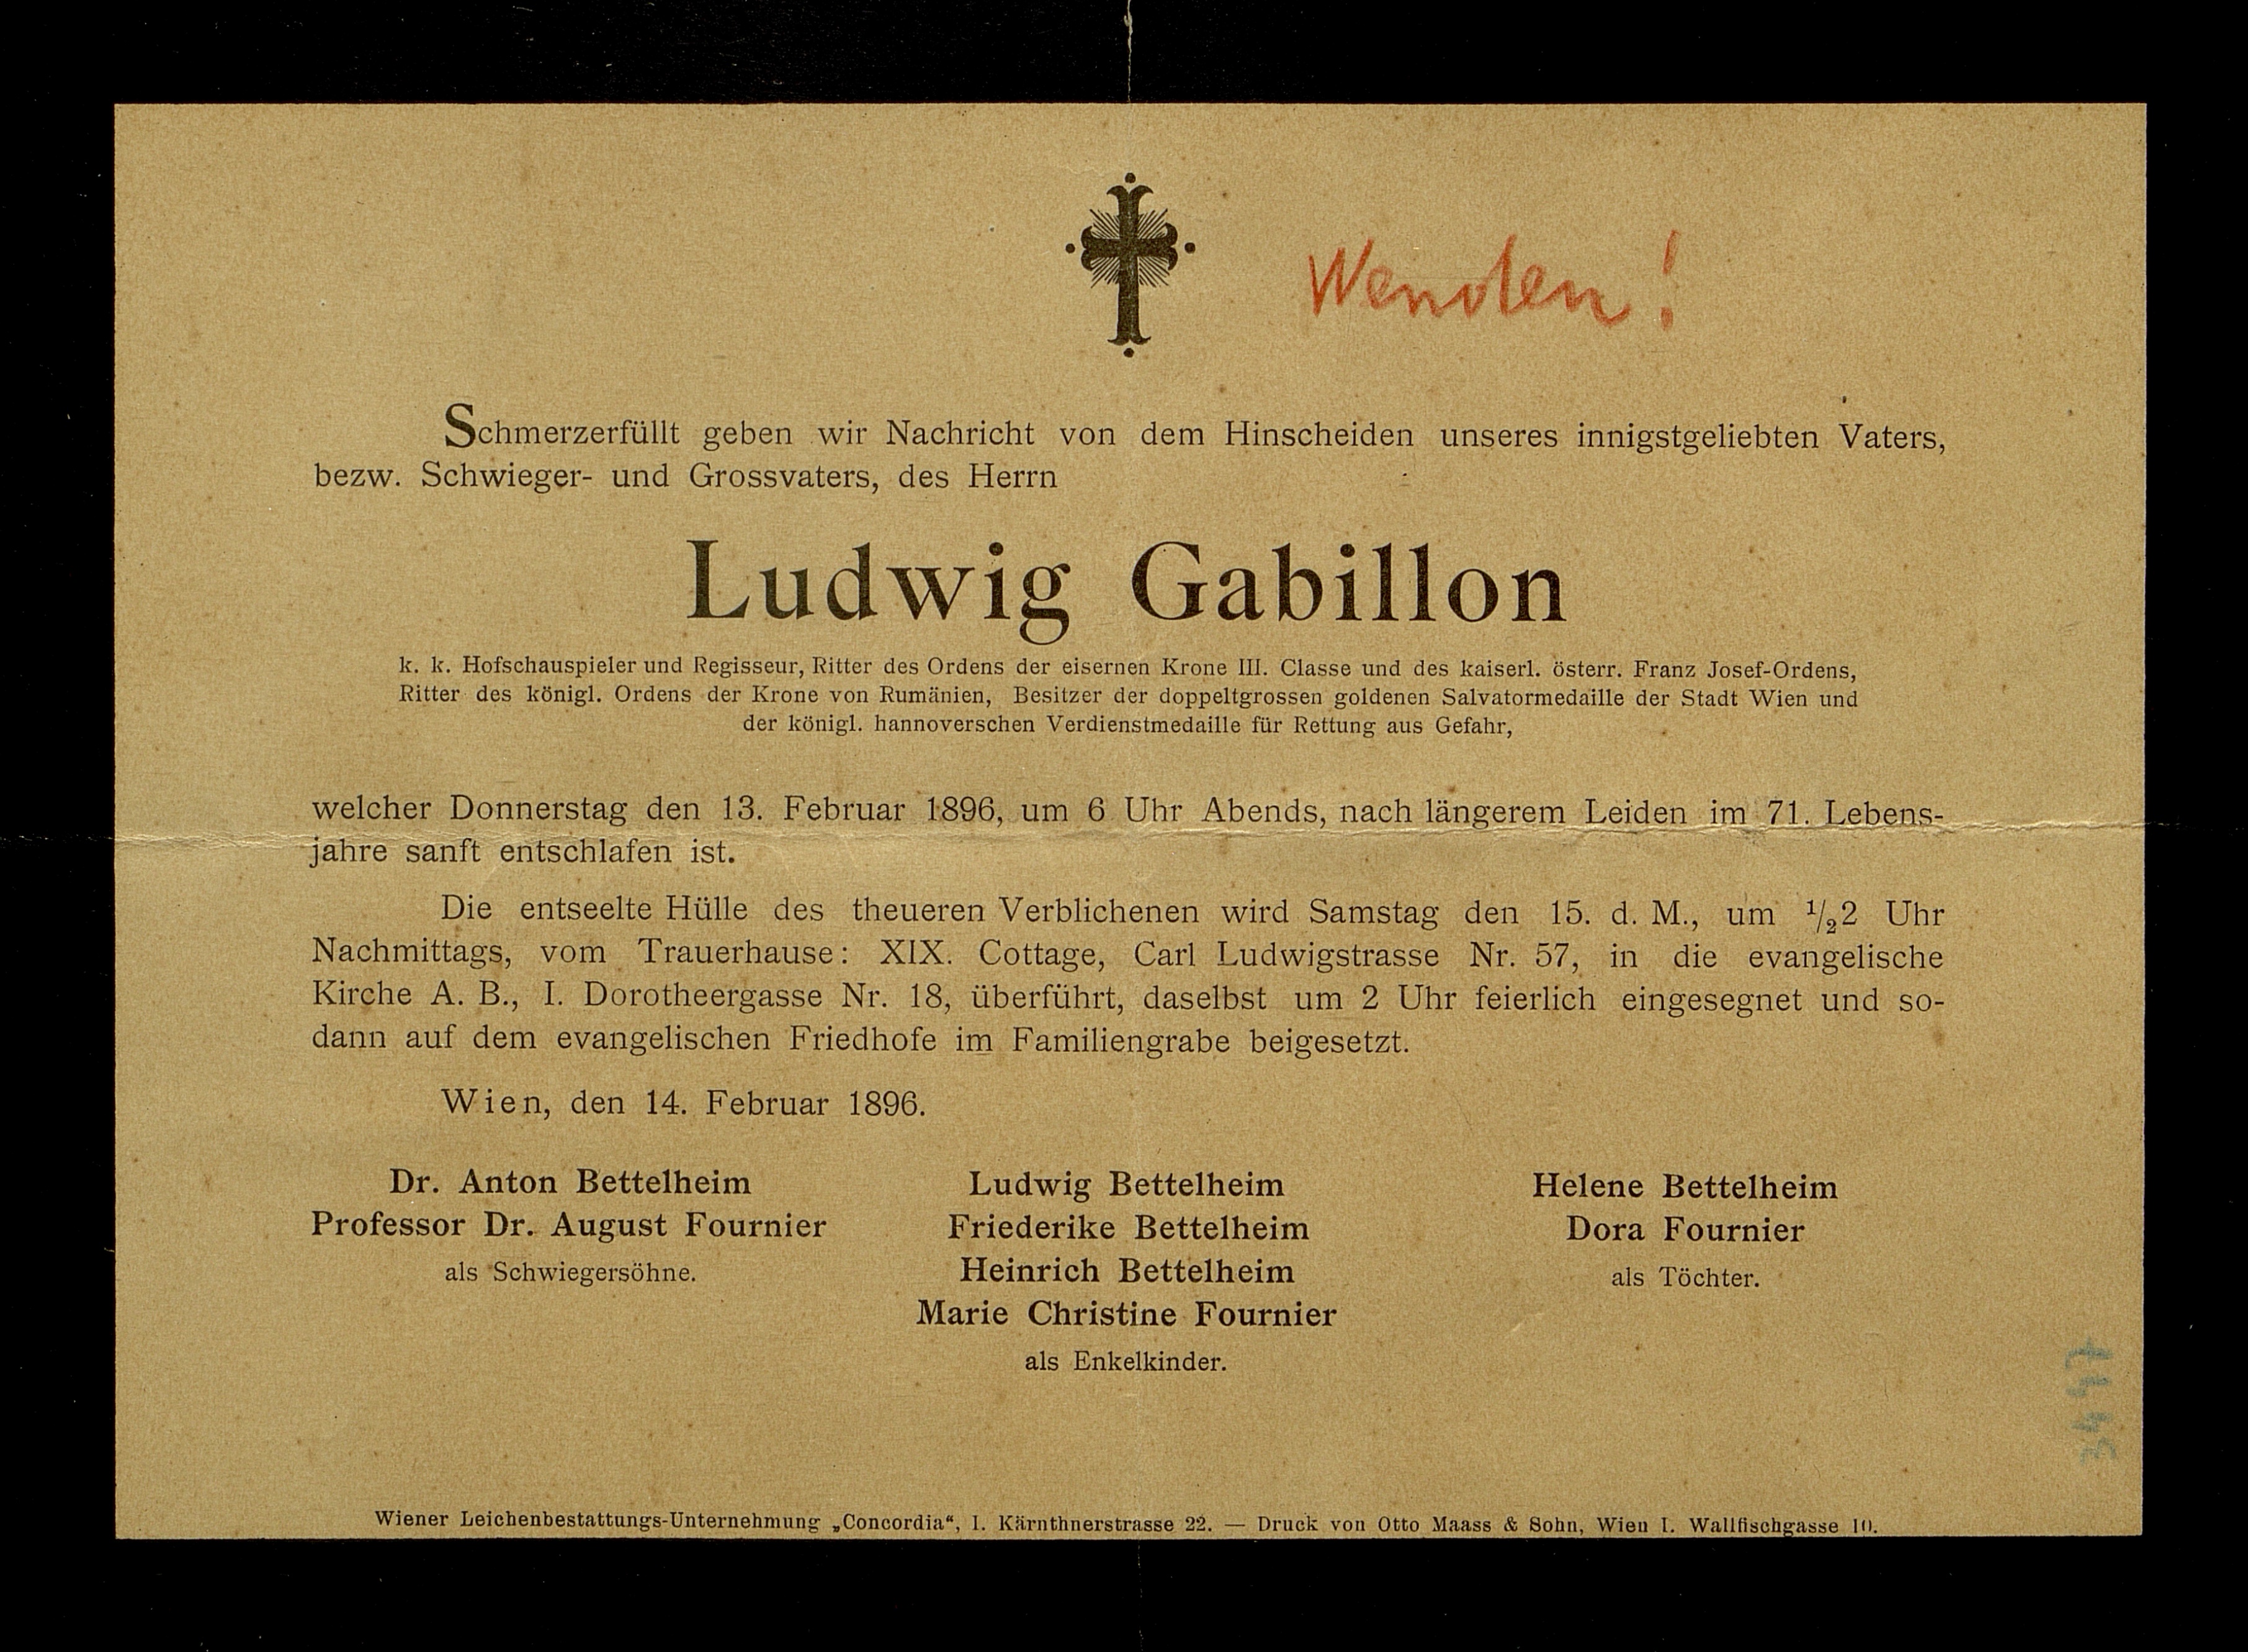 Wenden!
Schmerzerfüllt geben wir Nachricht von dem Hinscheiden unseres innigstgeliebten Vaters,
bezw. Schwieger- und Grossvaters, des Herrn
Ludwig Gabillon
k. k. Hofschauspieler und Regisseur, Ritter des Ordens der eisernen Krone III. Classe und des kaiserl. österr. Franz Josef-Ordens,
Ritter des königl. Ordens der Krone von Rumänien, Besitzer der doppeltgrossen goldenen Salvatormedaille der Stadt Wien und
der königl. hannoverschen Verdienstmedaille für Rettung aus Gefahr,
welcher Donnerstag den 13. Februar 1896, um 6 Uhr Abends, nach längerem Leiden im 71. Lebens-
jahre sanft entschlafen ist.
Die entseelte Hülle des theueren Verblichenen wird Samstag den 15. d. M., um 1/2 2 Uhr
Nachmittags, vom Trauerhause: XIX. Cottage, Carl Ludwigstrasse Nr. 57, in die evangelische
Kirche A. B., I. Dorotheergasse Nr. 18, überführt, daselbst um 2 Uhr feierlich eingesegnet und so-
dann auf dem evangelischen Friedhofe im Familiengrabe beigesetzt.
Wien, den 14. Februar 1896.
Dr. Anton Bettelheim
Professor Dr. August Fournier
als Schwiegersöhne.
Ludwig Bettelheim
Friederike Bettelheim
Heinrich Bettelheim
Marie Christine Fournier
als Enkelkinder.
Helene Bettelheim
Dora Fournier
als Töchter.
Wiener Leichenbestattungs-Unternehmung „Concordia“, I. Kärnthnerstrasse 22. — Druck von Otto Maass & Sohn, Wien I. Wallfischgasse 10.